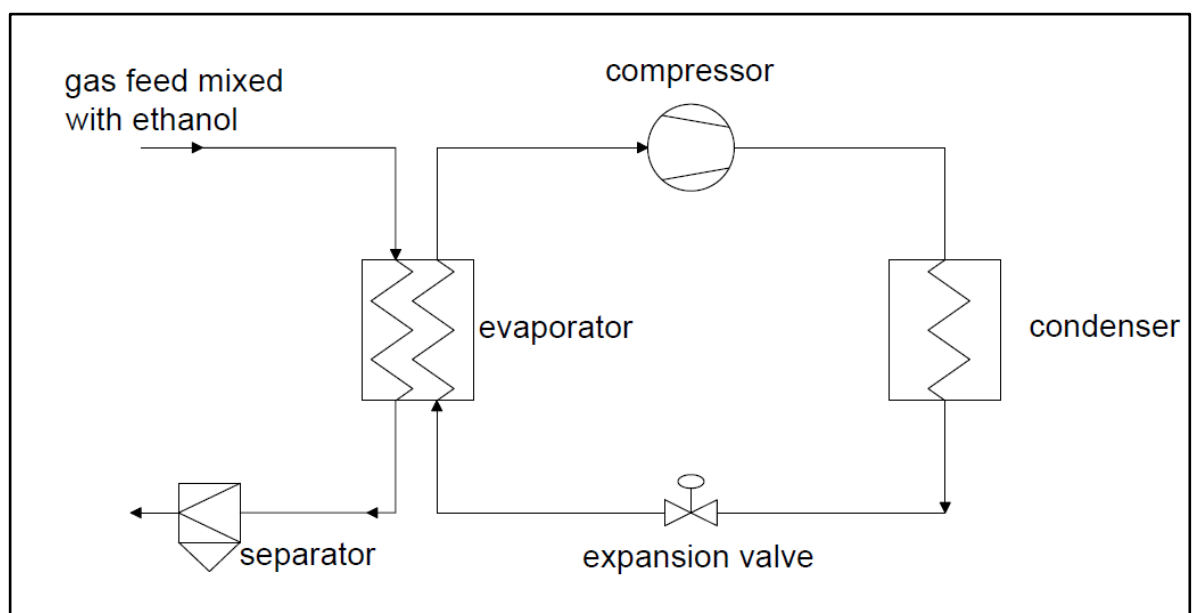 gas feed mixed
with ethanol
compressor
evaporator
condenser
separator
expansion valve